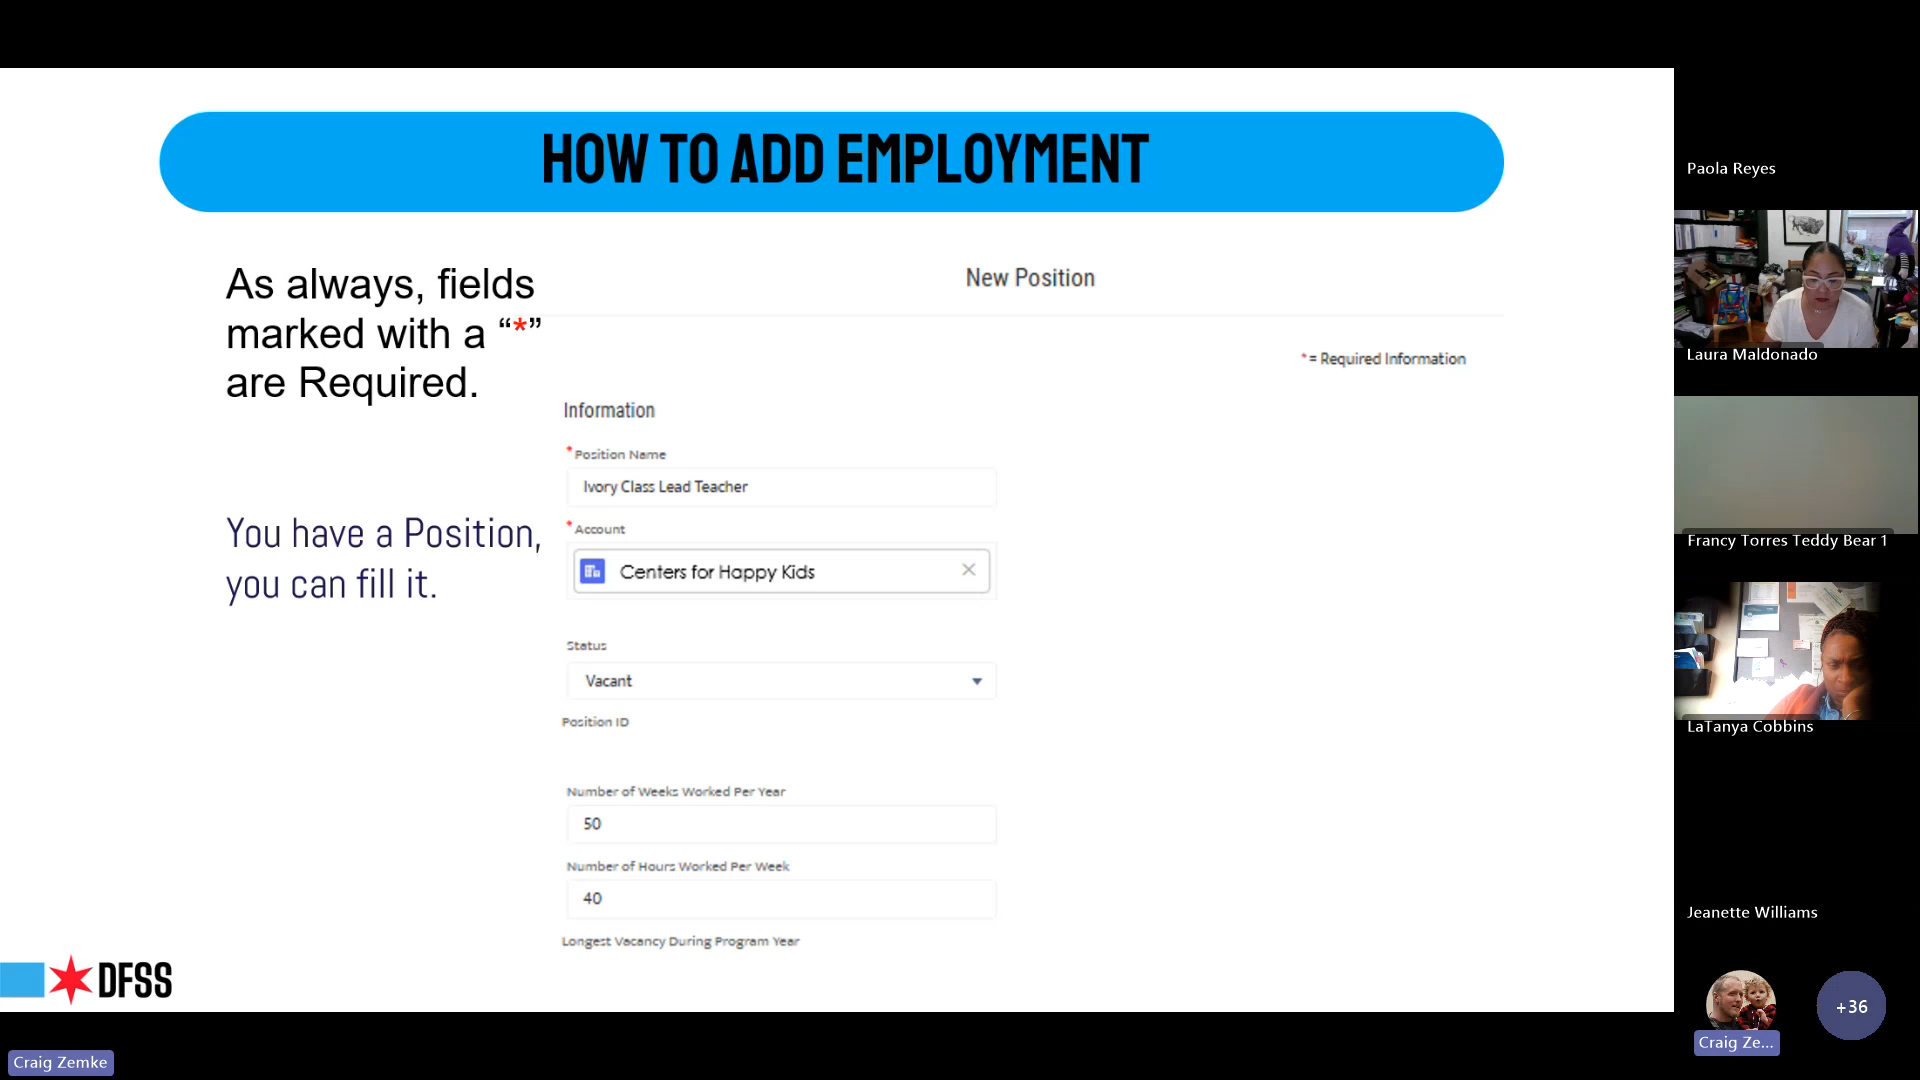 HOW TO ADD EMPLOYMENT
As always, fields
marked with a “*”
are Required.
You have a Position,
you can fill it.
New Position
* = Required Information
Information
* Position Name
Ivory Class Lead Teacher
* Account
Centers for Happy Kids
Status
Vacant
Position ID
Number of Weeks Worked Per Year
50
Number of Hours Worked Per Week
40
Longest Vacancy During Program Year
DFSS
Craig Zemke
Paola Reyes
Laura Maldonado
Francy Torres Teddy Bear 1
LaTanya Cobbins
Jeanette Williams
Craig Ze...
+36